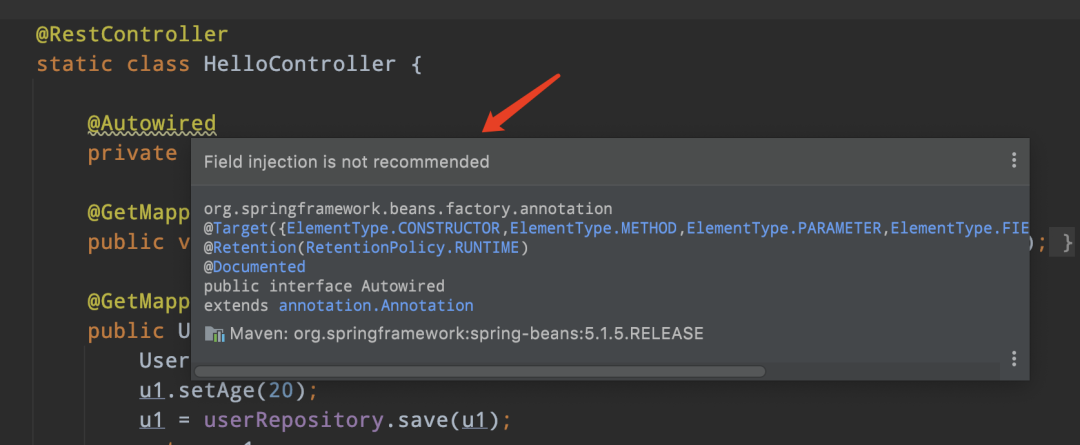 @RestController
static class HelloController {
@Autowired
private
Field injection is not recommended
org.springframework.beans.factory.annotation
@Target({ElementType.CONSTRUCTOR,ElementType.METHOD,ElementType.PARAMETER,ElementType.FIE
@Retention(RetentionPolicy.RUNTIME)
@Documented
public interface Autowired
extends annotation.Annotation
Maven: org.springframework:spring-beans:5.1.5.RELEASE
@GetMapp
public v ); }
@GetMapp
public U
User
u1.setAge(20);
u1 = userRepository.save(u1);